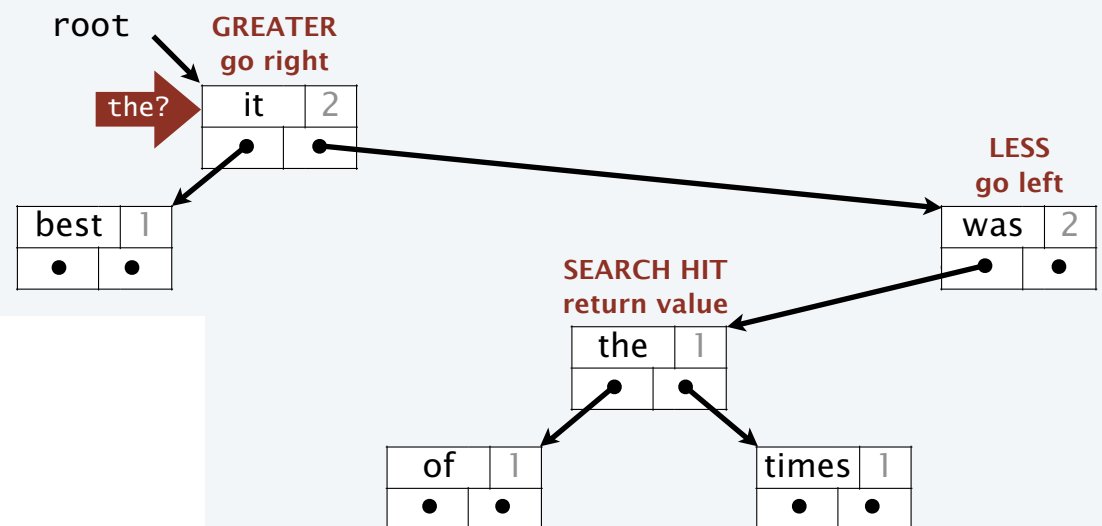 root
GREATER
go right
the?
it 2
LESS
go left
best 1
was 2
SEARCH HIT
return value
the 1
of 1
times 1